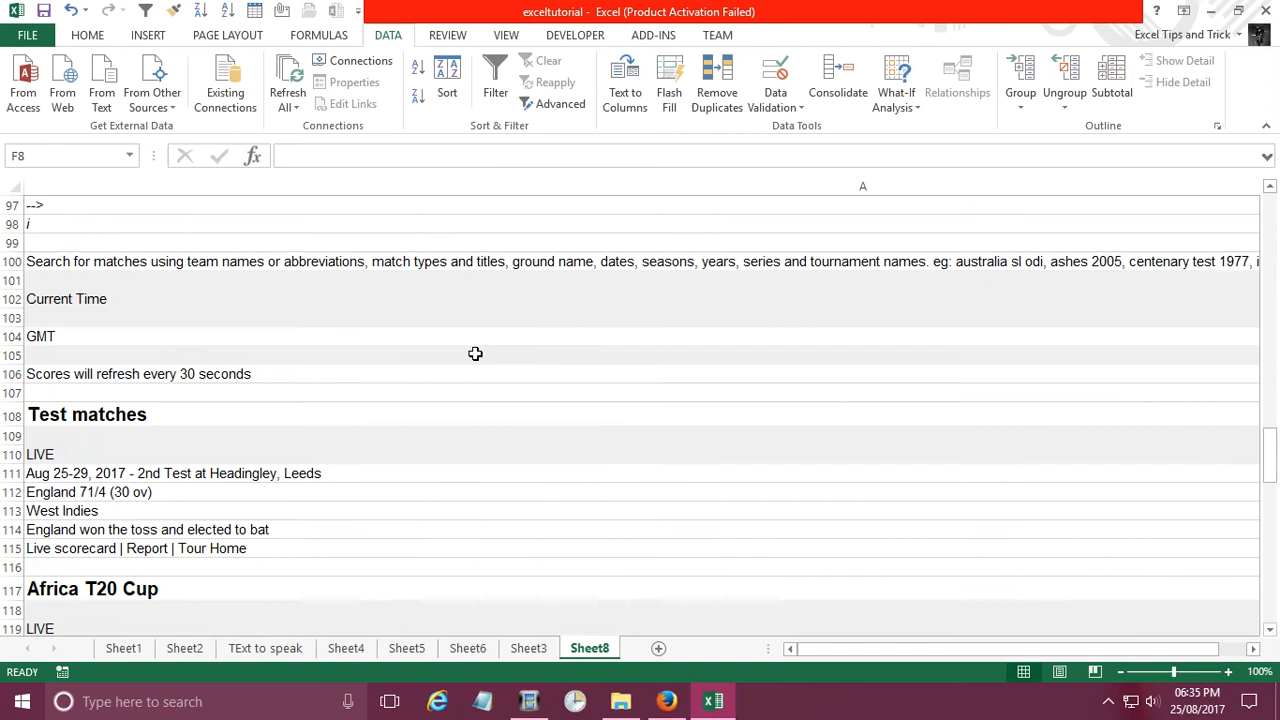 exceltutorial - Excel (Product Activation Failed)
FILE HOME INSERT PAGE LAYOUT FORMULAS DATA REVIEW VIEW DEVELOPER ADD-INS TEAM Excel Tips and Trick
From Access
From Web
From Text
From Other Sources
Existing Connections
Refresh All
Connections
Properties
Edit Links
Sort
Filter
Clear
Reapply
Advanced
Text to Columns
Flash Fill
Remove Duplicates
Data Validation
Consolidate
What-If Analysis
Relationships
Group
Ungroup
Subtotal
Show Detail
Hide Detail
Get External Data Connections Sort & Filter Data Tools Outline
F8 fx
A
97 -->
98 i
99
100 Search for matches using team names or abbreviations, match types and titles, ground name, dates, seasons, years, series and tournament names. eg: australia sl odi, ashes 2005, centenary test 1977, i
101
102 Current Time
103
104 GMT
105
106 Scores will refresh every 30 seconds
107
108 Test matches
109
110 LIVE
111 Aug 25-29, 2017 - 2nd Test at Headingley, Leeds
112 England 71/4 (30 ov)
113 West Indies
114 England won the toss and elected to bat
115 Live scorecard | Report | Tour Home
116
117 Africa T20 Cup
118
119 LIVE
Sheet1 Sheet2 TExt to speak Sheet4 Sheet5 Sheet6 Sheet3 Sheet8
READY 100%
Type here to search
06:35 PM
25/08/2017